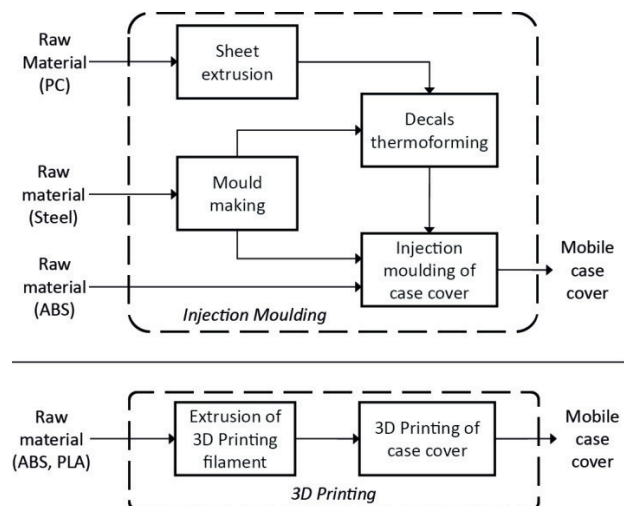 Raw
Material
(PC)
Sheet
extrusion
Decals
thermoforming
Raw
material
(Steel)
Mould
making
Raw
material
(ABS)
Injection
moulding of
case cover
Mobile
case
cover
Injection Moulding
Raw
material
(ABS, PLA)
Extrusion of
3D Printing
filament
3D Printing of
case cover
Mobile
case
cover
3D Printing